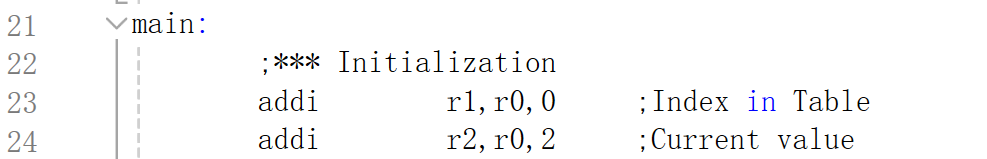 21 main:
22 ;*** Initialization
23 addi r1,r0,0 ;Index in Table
24 addi r2,r0,2 ;Current value